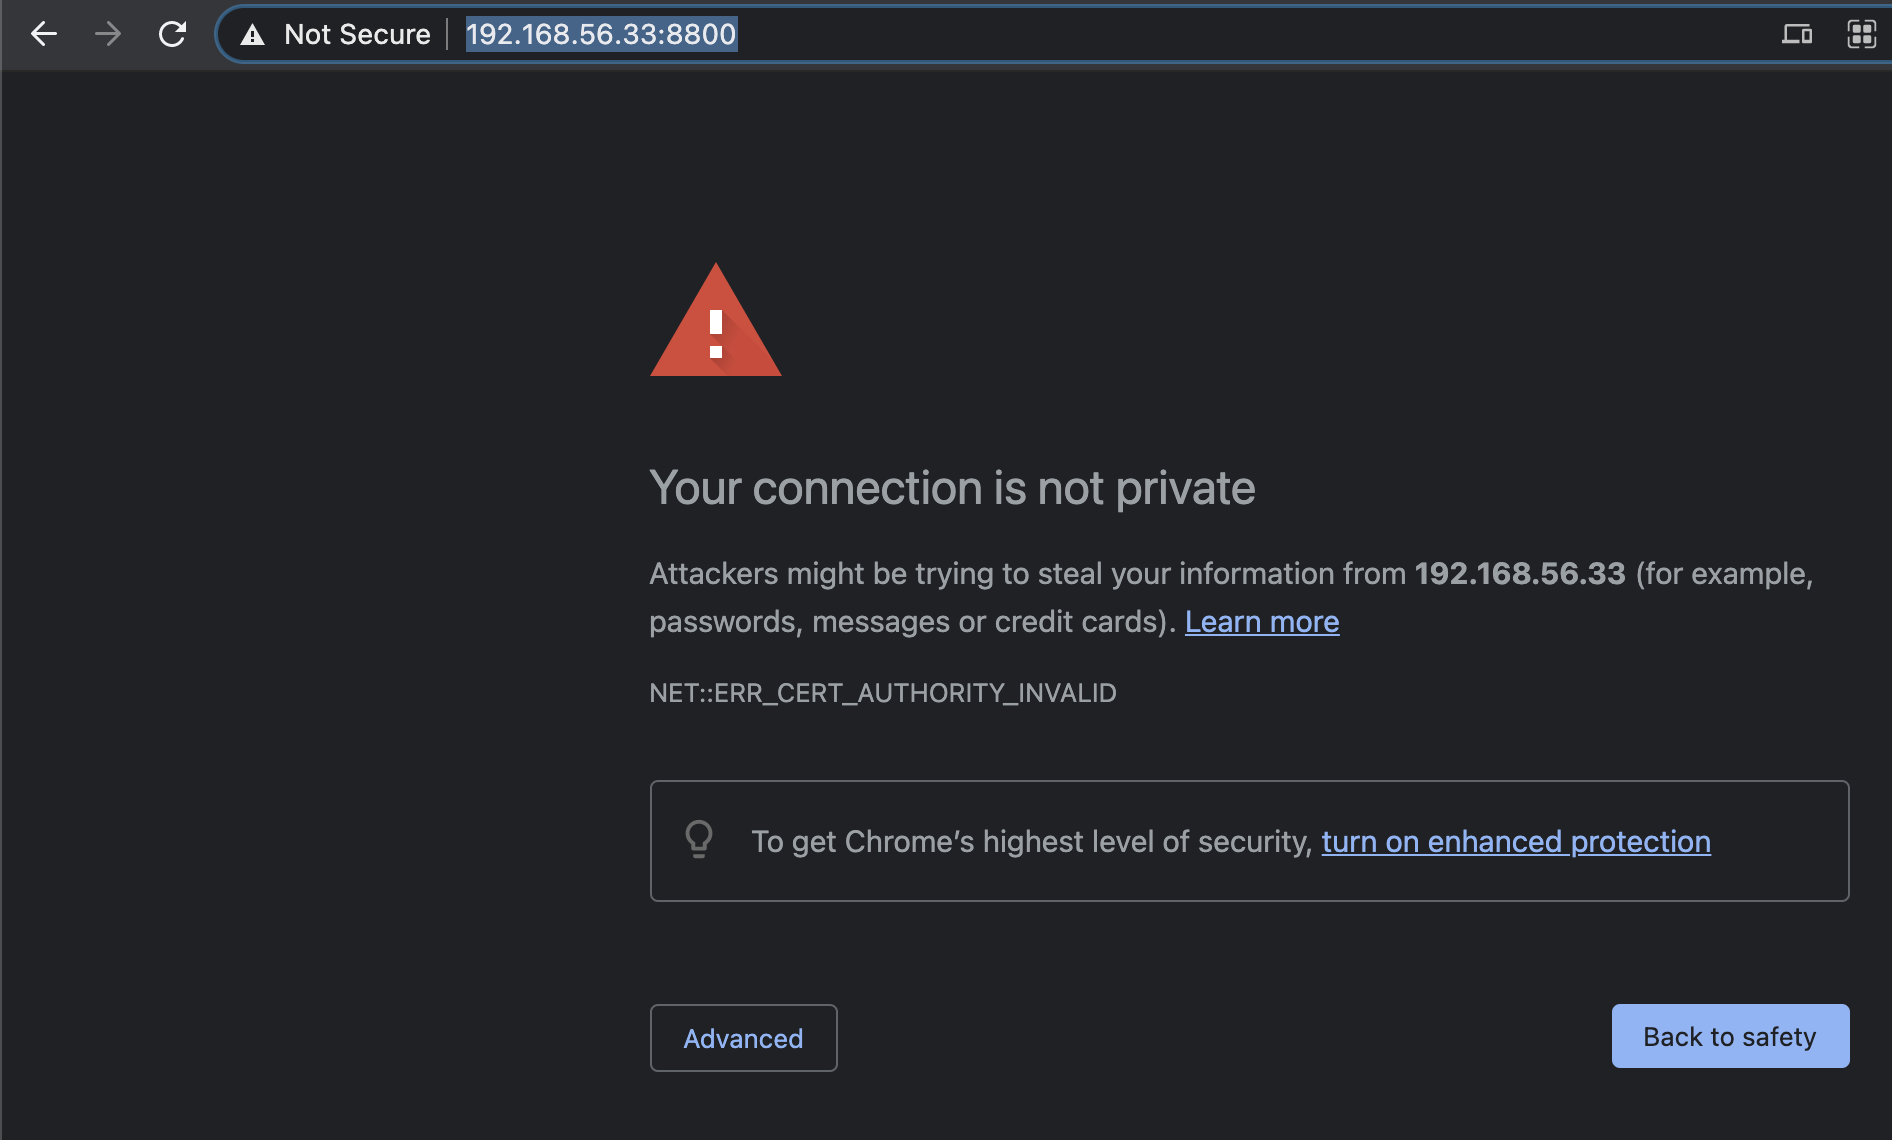 Not Secure
192.168.56.33:8800
Your connection is not private
Attackers might be trying to steal your information from 192.168.56.33 (for example,
passwords, messages or credit cards). Learn more
NET::ERR_CERT_AUTHORITY_INVALID
To get Chrome’s highest level of security, turn on enhanced protection
Advanced
Back to safety